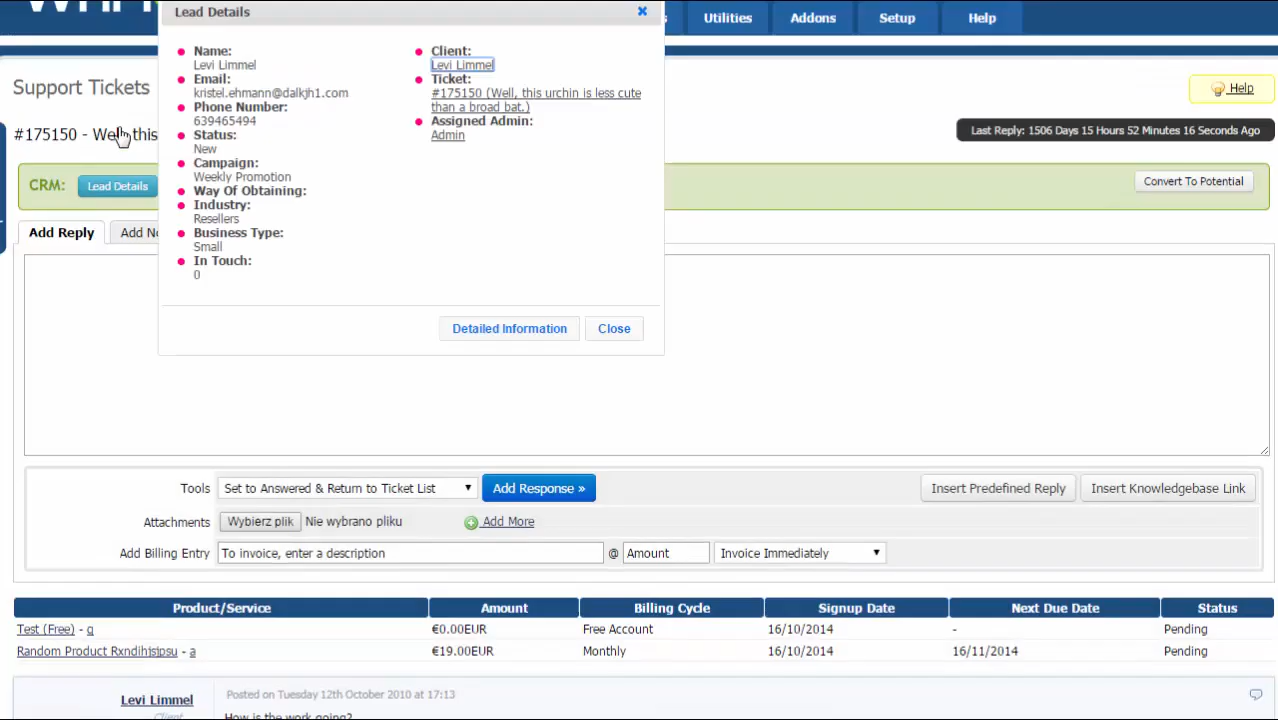 Lead Details
Utilities
Addons
Setup
Help
Name:
Levi Limmel
Email:
kristel.ehmann@dalkjh1.com
Phone Number:
639465494
Status:
New
Campaign:
Weekly Promotion
Way Of Obtaining:
Industry:
Resellers
Business Type:
Small
In Touch:
0
Client:
Levi Limmel
Ticket:
#175150 (Well, this urchin is less cute
than a broad bat.)
Assigned Admin:
Admin
Detailed Information
Close
Support Tickets
Help
#175150 - Well, this
Last Reply: 1506 Days 15 Hours 52 Minutes 16 Seconds Ago
CRM:
Lead Details
Convert To Potential
Add Reply
Tools
Set to Answered & Return to Ticket List
Add Response »
Insert Predefined Reply
Insert Knowledgebase Link
Attachments
Wybierz plik
Nie wybrano pliku
Add More
Add Billing Entry
To invoice, enter a description
@
Amount
Invoice Immediately
Product/Service Amount Billing Cycle Signup Date Next Due Date Status
Test (Free) - q €0.00EUR Free Account 16/10/2014 - Pending
Random Product Rxndihjsjpsu - a €19.00EUR Monthly 16/10/2014 16/11/2014 Pending
Levi Limmel
Client
Posted on Tuesday 12th October 2010 at 17:13
How is the work going?